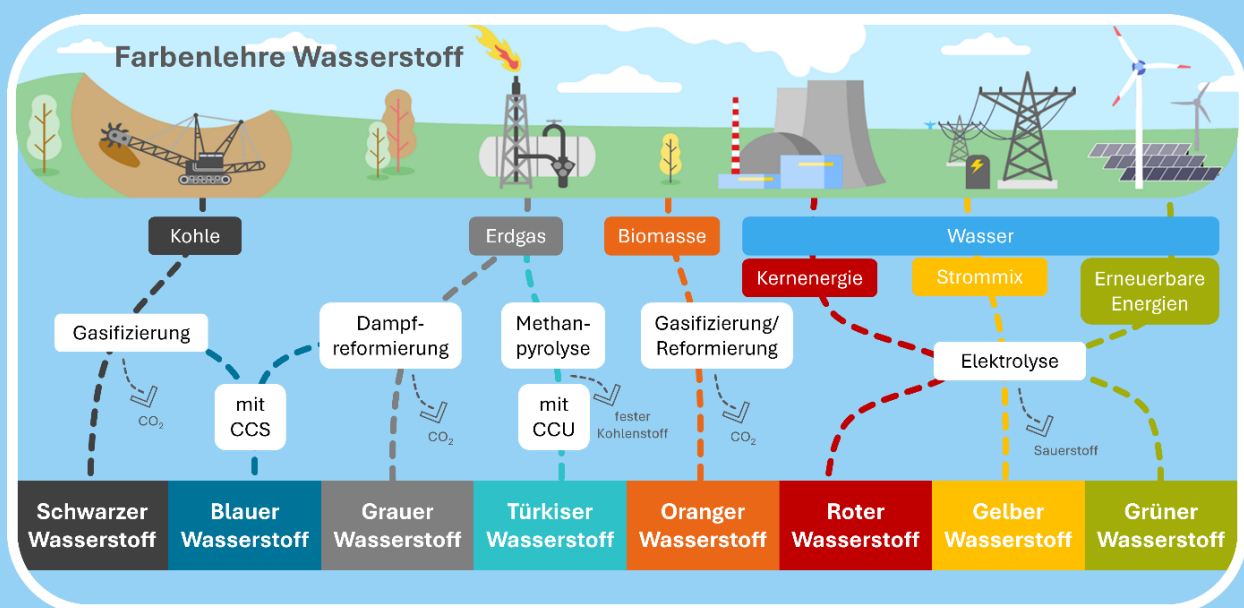 Farbenlehre Wasserstoff
Kohle
Erdgas
Biomasse
Wasser
Kernenergie
Strommix
Erneuerbare
Energien
Gasifizierung
Dampf-
reformierung
Methan-
pyrolyse
Gasifizierung/
Reformierung
Elektrolyse
CO₂
mit
CCS
CO₂
mit
CCU
fester
Kohlenstoff
CO₂
Sauerstoff
Schwarzer
Wasserstoff
Blauer
Wasserstoff
Grauer
Wasserstoff
Türkiser
Wasserstoff
Oranger
Wasserstoff
Roter
Wasserstoff
Gelber
Wasserstoff
Grüner
Wasserstoff